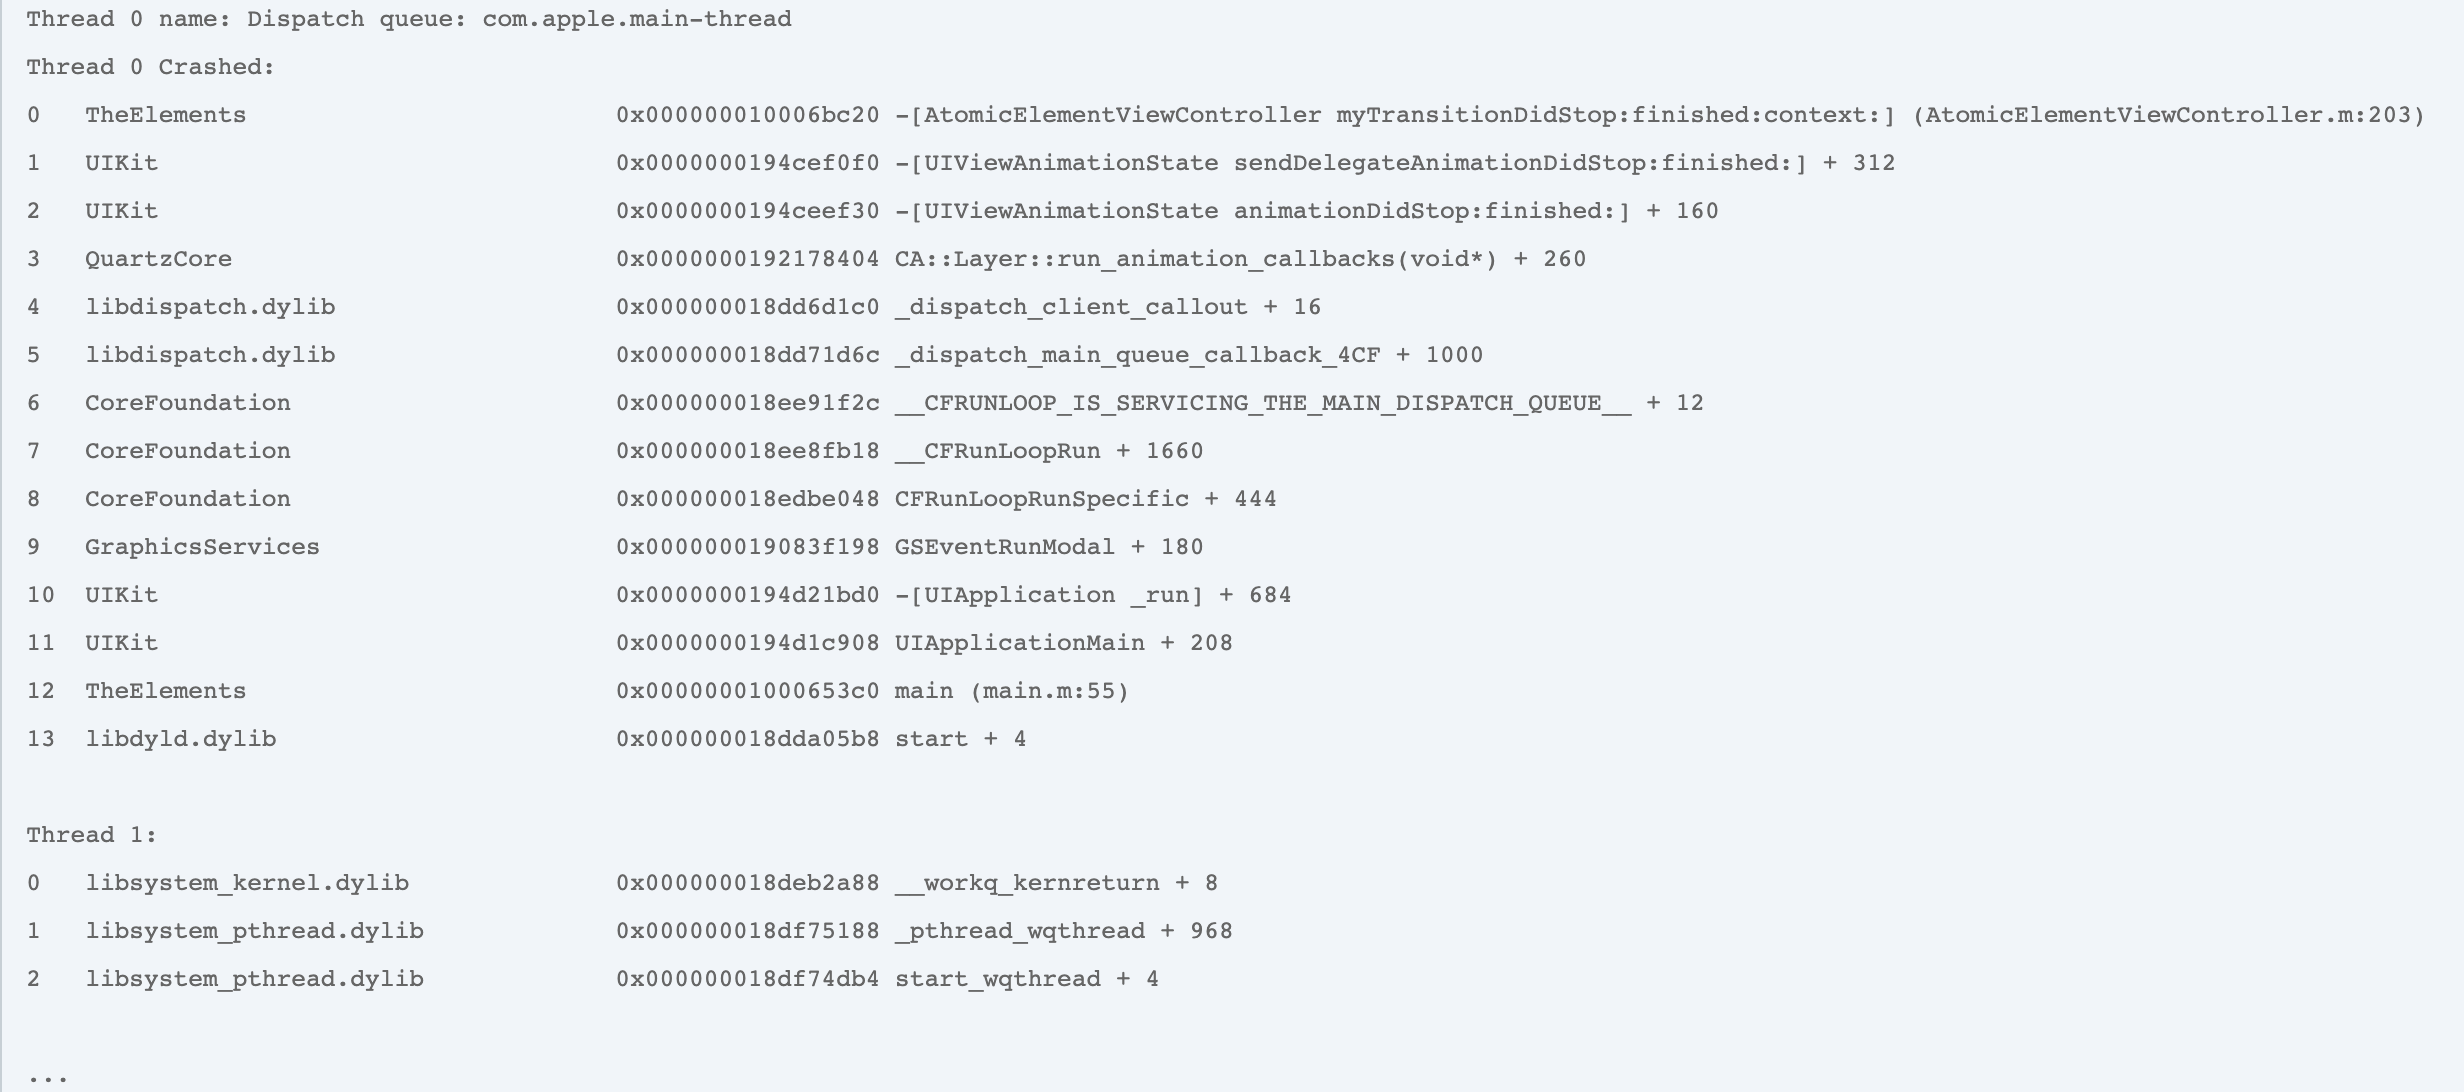 Thread 0 name: Dispatch queue: com.apple.main-thread
Thread 0 Crashed:
0   TheElements                         0x000000010006bc20 -[AtomicElementViewController myTransitionDidStop:finished:context:] (AtomicElementViewController.m:203)
1   UIKit                               0x0000000194cef0f0 -[UIViewAnimationState sendDelegateAnimationDidStop:finished:] + 312
2   UIKit                               0x0000000194ceef30 -[UIViewAnimationState animationDidStop:finished:] + 160
3   QuartzCore                          0x0000000192178404 CA::Layer::run_animation_callbacks(void*) + 260
4   libdispatch.dylib                   0x000000018dd6d1c0 _dispatch_client_callout + 16
5   libdispatch.dylib                   0x000000018dd71d6c _dispatch_main_queue_callback_4CF + 1000
6   CoreFoundation                      0x000000018ee91f2c __CFRUNLOOP_IS_SERVICING_THE_MAIN_DISPATCH_QUEUE__ + 12
7   CoreFoundation                      0x000000018ee8fb18 __CFRunLoopRun + 1660
8   CoreFoundation                      0x000000018edbe048 CFRunLoopRunSpecific + 444
9   GraphicsServices                    0x000000019083f198 GSEventRunModal + 180
10  UIKit                               0x0000000194d21bd0 -[UIApplication _run] + 684
11  UIKit                               0x0000000194d1c908 UIApplicationMain + 208
12  TheElements                         0x00000001000653c0 main (main.m:55)
13  libdyld.dylib                       0x000000018dda05b8 start + 4
Thread 1:
0   libsystem_kernel.dylib              0x000000018deb2a88 __workq_kernreturn + 8
1   libsystem_pthread.dylib             0x000000018df75188 _pthread_wqthread + 968
2   libsystem_pthread.dylib             0x000000018df74db4 start_wqthread + 4
...